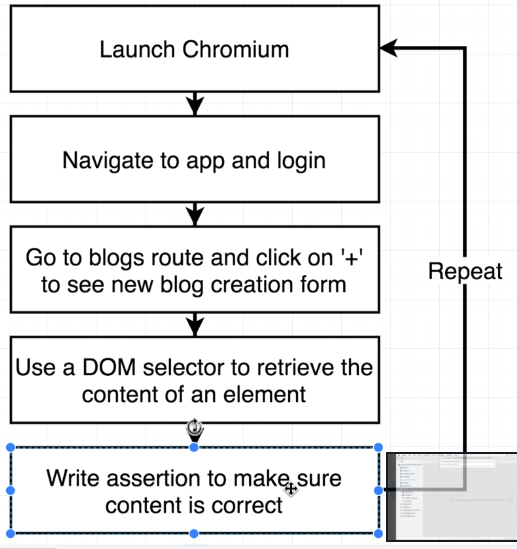 Launch Chromium
Navigate to app and login
Go to blogs route and click on '+'
to see new blog creation form
Repeat
Use a DOM selector to retrieve the
content of an element
Write assertion to make sure
content is correct